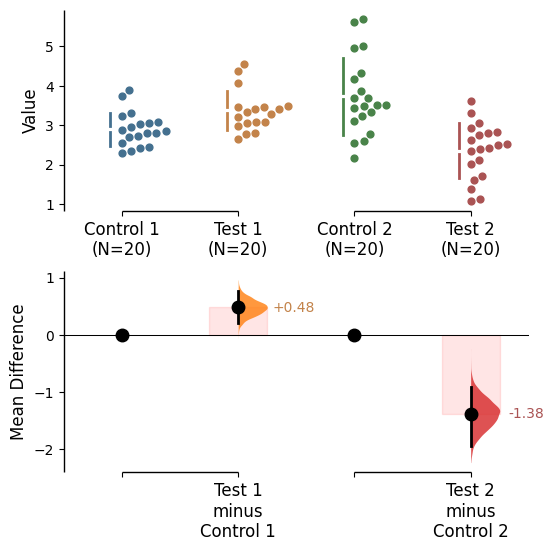 Value
5
4
3
2
1
Control 1
(N=20)
Test 1
(N=20)
Control 2
(N=20)
Test 2
(N=20)
Mean Difference
1
0
−1
−2
+0.48
-1.38
Test 1
minus
Control 1
Test 2
minus
Control 2